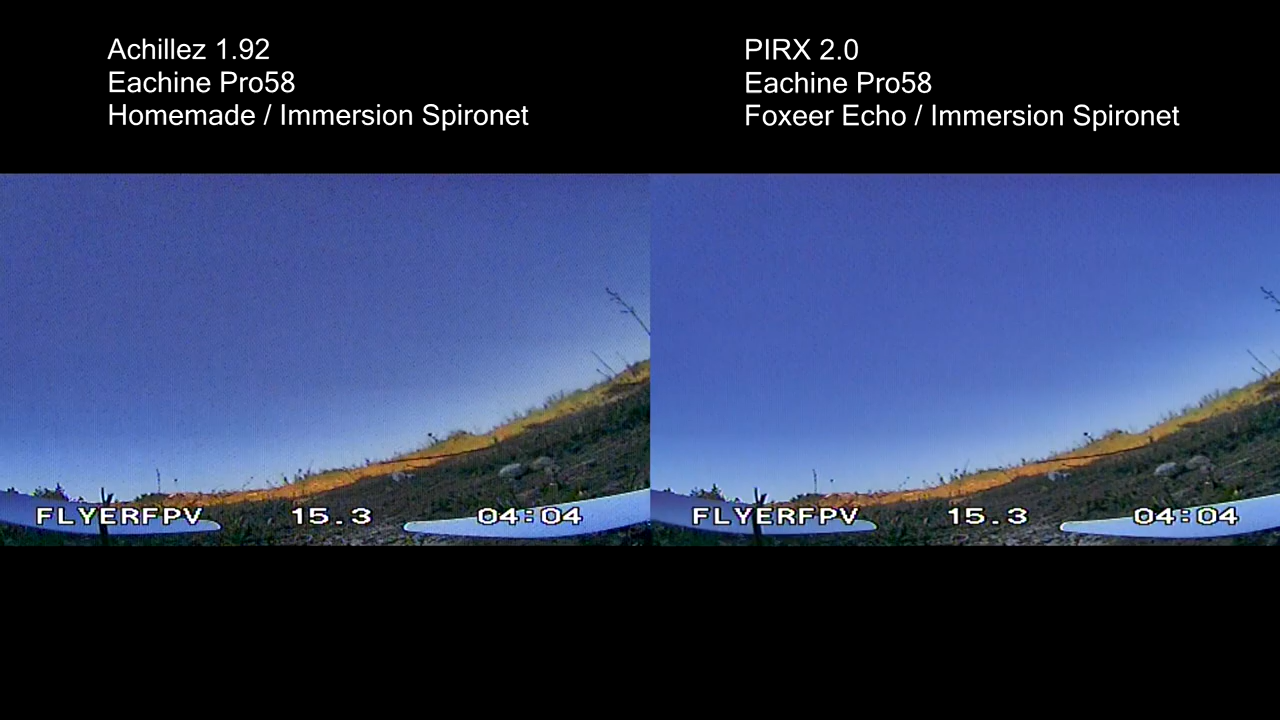 Achillez 1.92
Eachine Pro58
Homemade / Immersion Spironet
PIRX 2.0
Eachine Pro58
Foxeer Echo / Immersion Spironet
FLYERFPV 15.3 04:04
FLYERFPV 15.3 04:04